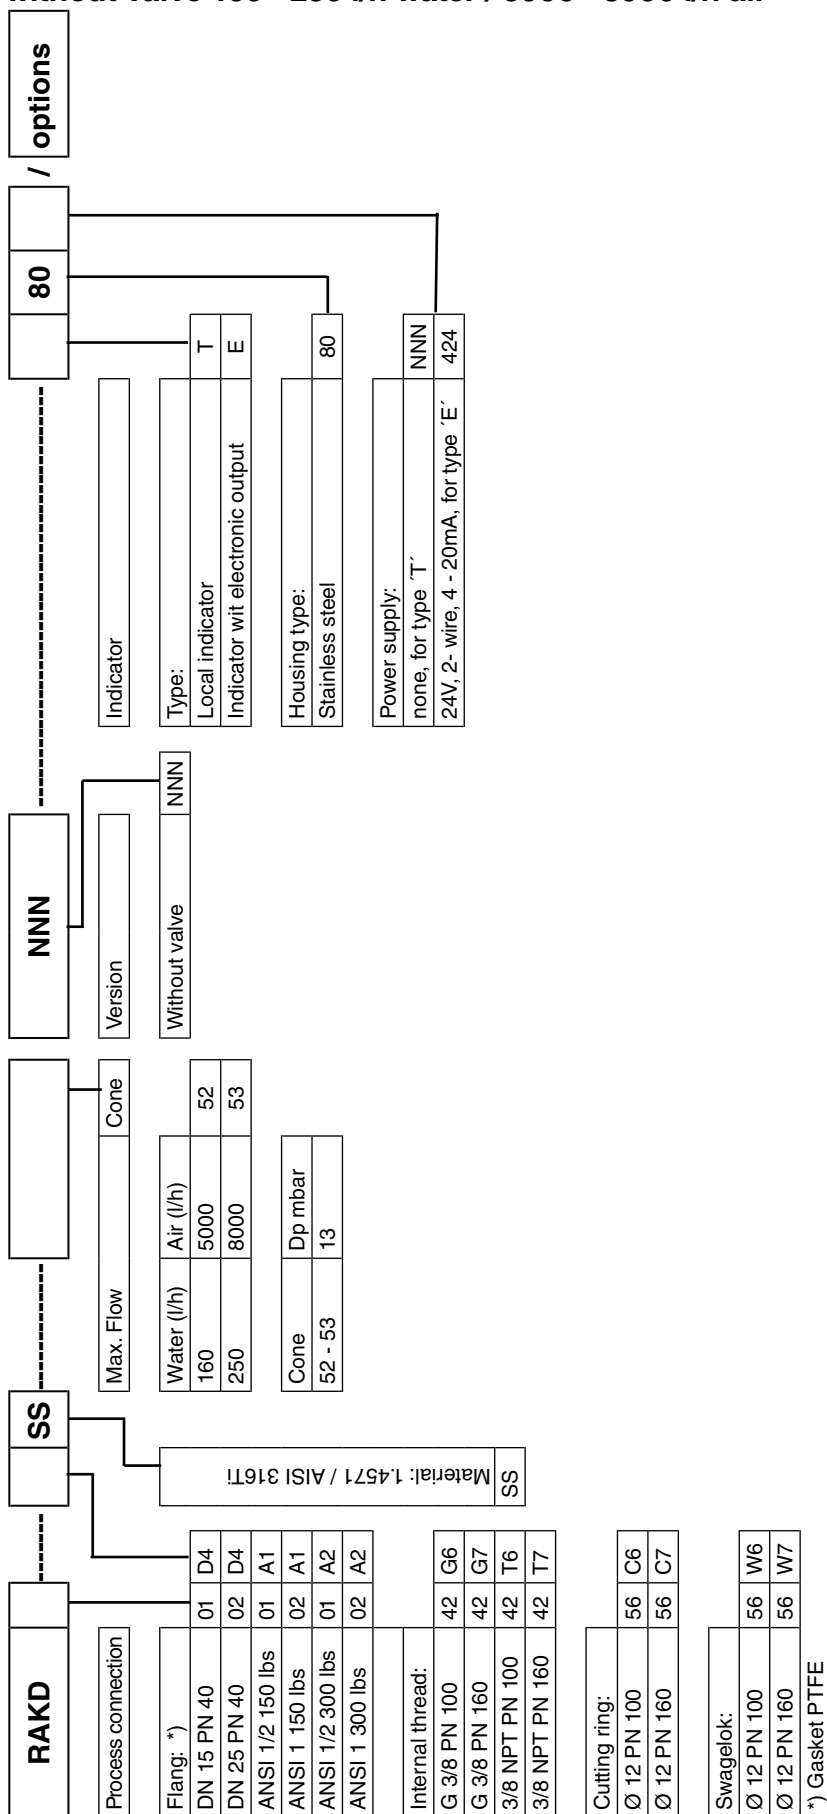 RAKD SS NNN 80 / options
Process connection
Flang: *)
DN 15 PN 40 01 D4
DN 25 PN 40 02 D4
ANSI 1/2 150 lbs 01 A1
ANSI 1 150 lbs 02 A1
ANSI 1/2 300 lbs 01 A2
ANSI 1 300 lbs 02 A2
Internal thread:
G 3/8 PN 100 42 G6
G 3/8 PN 160 42 G7
3/8 NPT PN 100 42 T6
3/8 NPT PN 160 42 T7
Cutting ring:
Ø 12 PN 100 56 C6
Ø 12 PN 160 56 C7
Swagelok:
Ø 12 PN 100 56 W6
Ø 12 PN 160 56 W7
*) Gasket PTFE
Material: 1.4571 / AISI 316Ti
SS
Max. Flow Cone
Water (l/h) Air (l/h)
160 5000 52
250 8000 53
Cone Dp mbar
52 - 53 13
Version
Without valve NNN
Indicator
Type:
Local indicator T
Indicator wit electronic output E
Housing type:
Stainless steel 80
Power supply:
none, for type ´T´ NNN
24V, 2- wire, 4 - 20mA, for type ´E´ 424